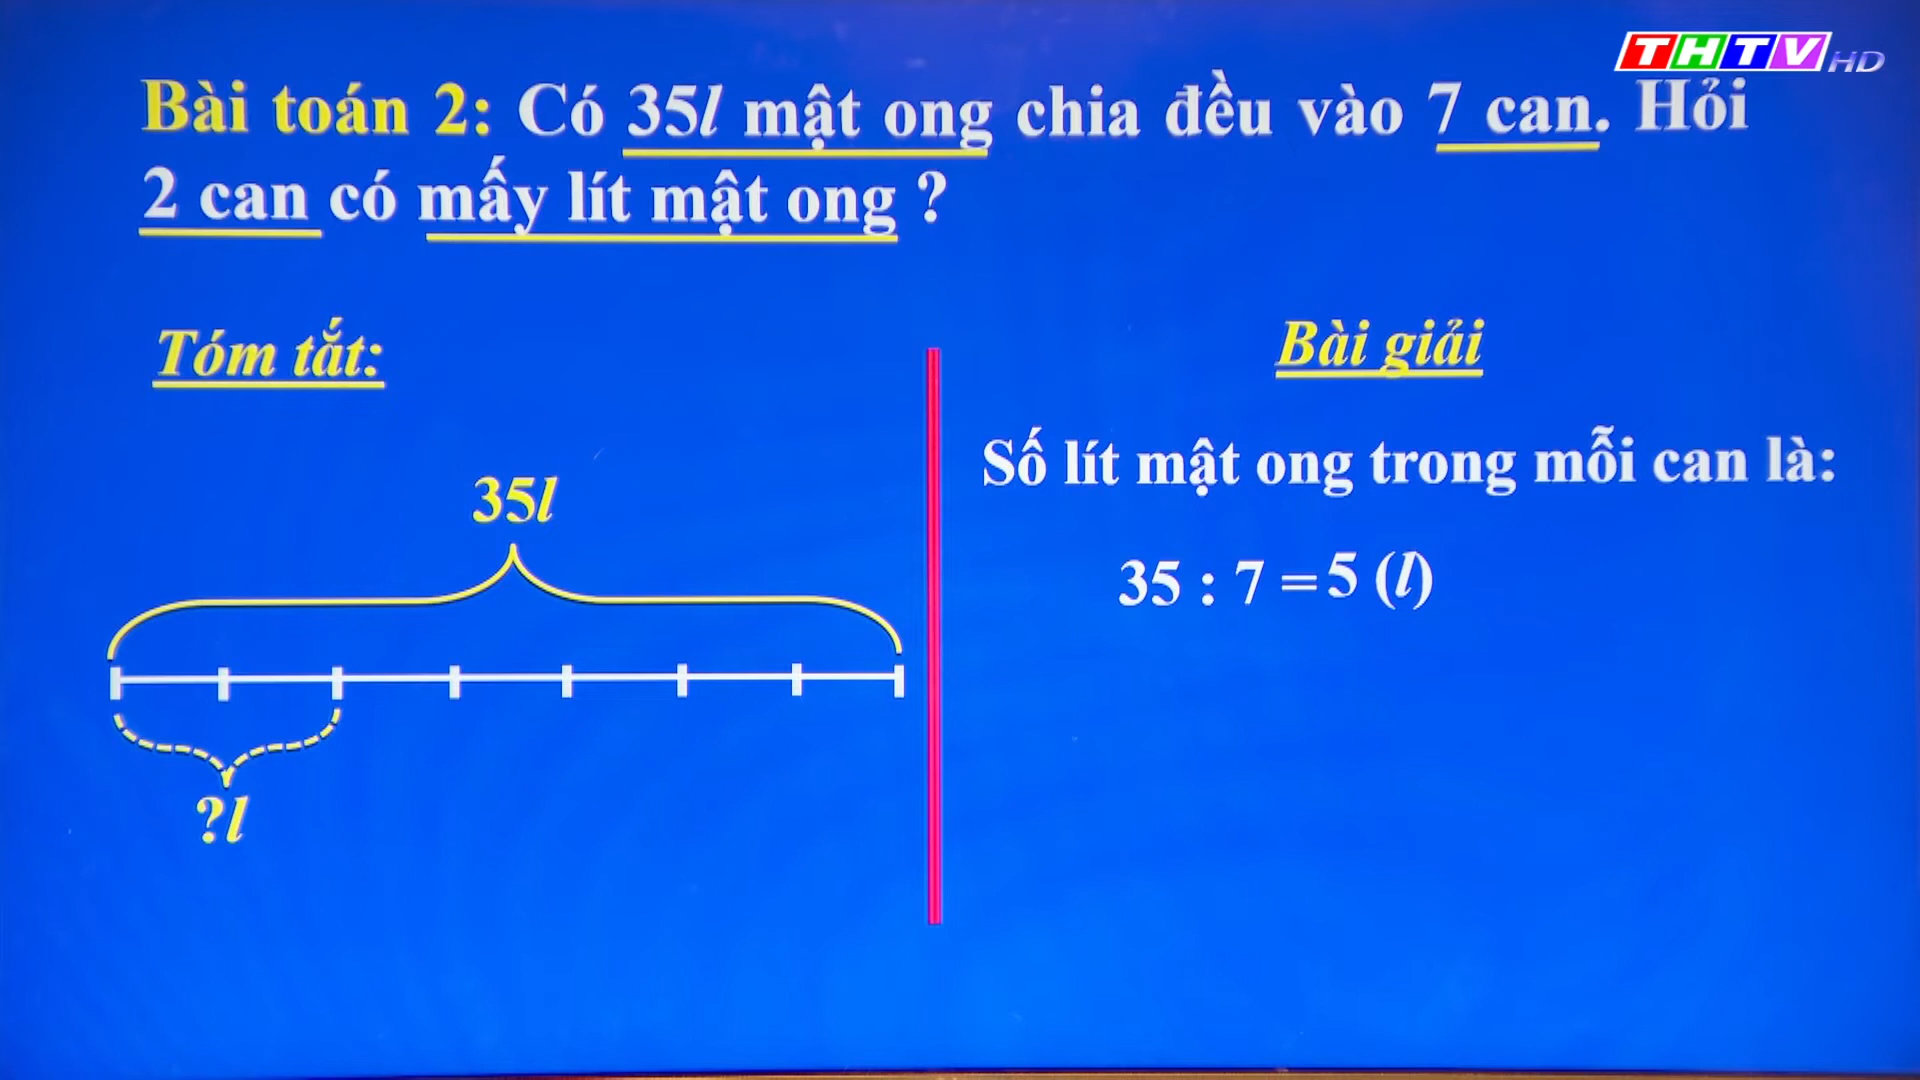 THTV HD
Bài toán 2: Có 35l mật ong chia đều vào 7 can. Hỏi
2 can có mấy lít mật ong ?
Tóm tắt:
35l
?l
Bài giải
Số lít mật ong trong mỗi can là:
35 : 7 = 5 (l)